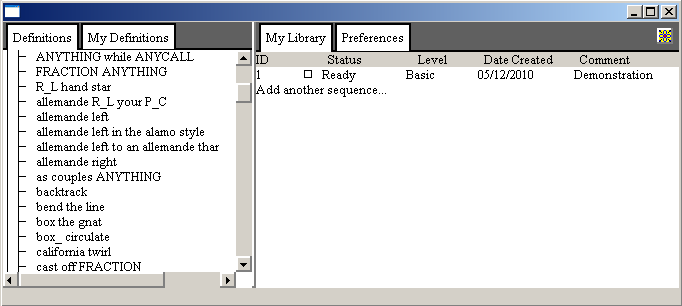 Definitions My Definitions
ANYTHING while ANYCALL
FRACTION ANYTHING
R_L hand star
allemande R_L your P_C
allemande left
allemande left in the alamo style
allemande left to an allemande thar
allemande right
as couples ANYTHING
backtrack
bend the line
box the gnat
box_ circulate
california twirl
cast off FRACTION
My Library Preferences
ID Status Level Date Created Comment
1 Ready Basic 05/12/2010 Demonstration
Add another sequence...